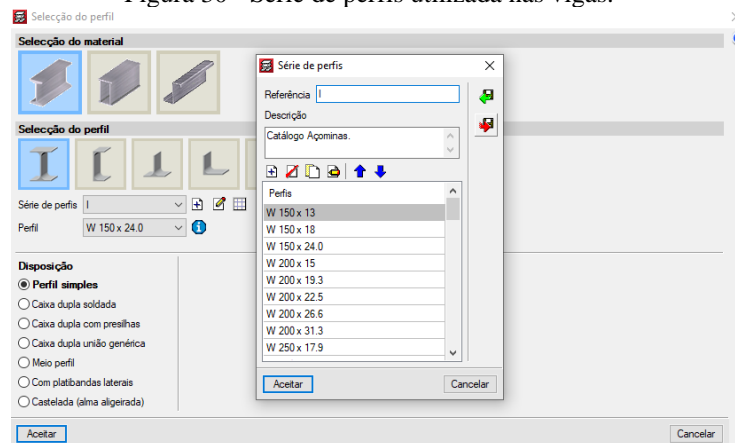 Figura 36 - Série de perfis utilizada nas vigas.
Selecção do perfil
Selecção do material
Selecção do perfil
Série de perfis I
Perfil W 150 x 24.0
Disposição
Perfil simples
Caixa dupla soldada
Caixa dupla com presilhas
Caixa dupla união genérica
Meio perfil
Com platibandas laterais
Castelada (alma aligeirada)
Aceitar
Cancelar
Série de perfis
Referência I
Descrição
Catálogo Açominas.
Perfis
W 150 x 13
W 150 x 18
W 150 x 24.0
W 200 x 15
W 200 x 19.3
W 200 x 22.5
W 200 x 26.6
W 200 x 31.3
W 250 x 17.9
Aceitar
Cancelar